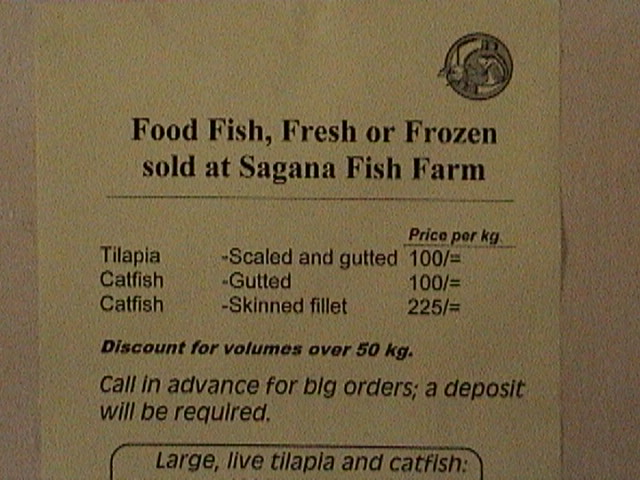 Food Fish, Fresh or Frozen
sold at Sagana Fish Farm
Price per kg.
Tilapia -Scaled and gutted 100/=
Catfish -Gutted 100/=
Catfish -Skinned fillet 225/=
Discount for volumes over 50 kg.
Call in advance for big orders; a deposit
will be required.
Large, live tilapia and catfish: